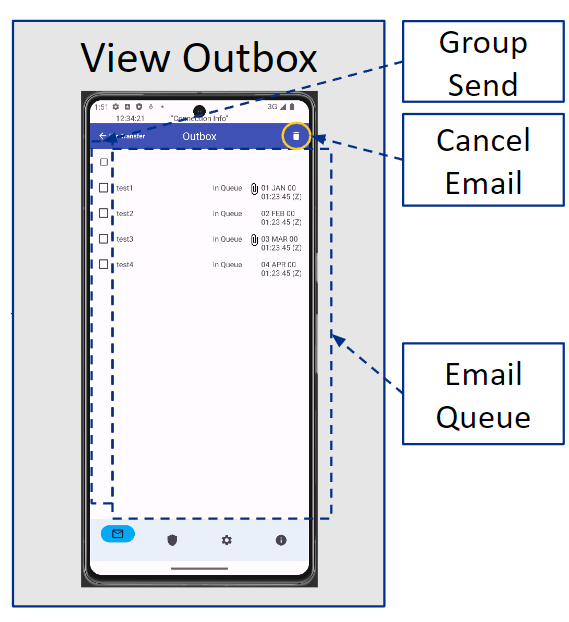 View Outbox
Group
Send
Cancel
Email
Email
Queue
1:51 3G
12:34:21 "Connection Info"
Transfer Outbox
test1 In Queue 01 JAN 00
01:23:45 (Z)
test2 In Queue 02 FEB 00
01:23:45 (Z)
test3 In Queue 03 MAR 00
01:23:45 (Z)
test4 In Queue 04 APR 00
01:23:45 (Z)